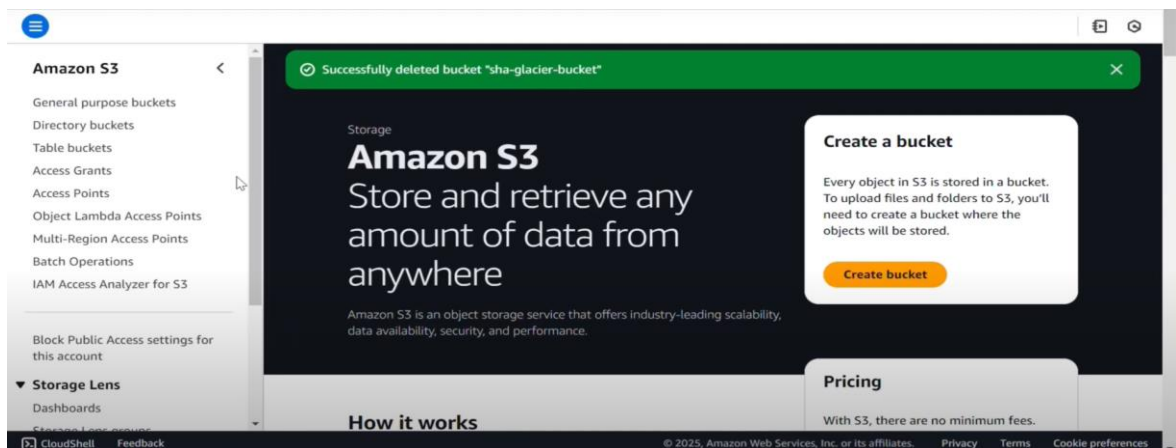 Amazon S3
General purpose buckets
Directory buckets
Table buckets
Access Grants
Access Points
Object Lambda Access Points
Multi-Region Access Points
Batch Operations
IAM Access Analyzer for S3
Block Public Access settings for
this account
Storage Lens
Dashboards
Storage Lens groups
Successfully deleted bucket "sha-glacier-bucket"
Storage
Amazon S3
Store and retrieve any
amount of data from
anywhere
Amazon S3 is an object storage service that offers industry-leading scalability,
data availability, security, and performance.
Create a bucket
Every object in S3 is stored in a bucket.
To upload files and folders to S3, you'll
need to create a bucket where the
objects will be stored.
Create bucket
How it works
Pricing
With S3, there are no minimum fees.
CloudShell Feedback
© 2025, Amazon Web Services, Inc. or its affiliates. Privacy Terms Cookie preferences